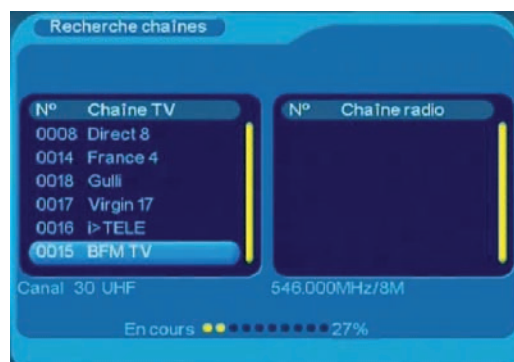 Recherche chaînes
N° Chaîne TV
0008 Direct 8
0014 France 4
0018 Gulli
0017 Virgin 17
0016 i>TELE
0015 BFM TV
N° Chaîne radio
Canal 30 UHF
546.000MHz/8M
En cours 27%